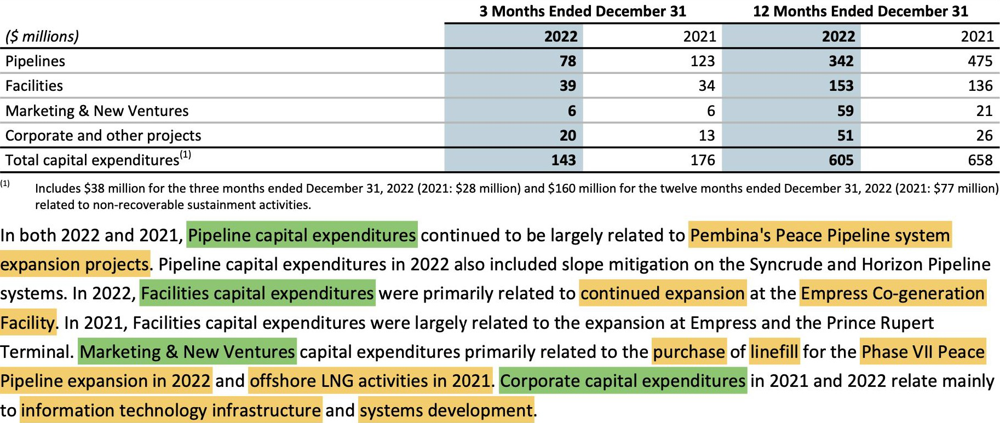 3 Months Ended December 31 12 Months Ended December 31
($ millions) 2022 2021 2022 2021
Pipelines 78 123 342 475
Facilities 39 34 153 136
Marketing & New Ventures 6 6 59 21
Corporate and other projects 20 13 51 26
Total capital expenditures(1) 143 176 605 658
(1) Includes $38 million for the three months ended December 31, 2022 (2021: $28 million) and $160 million for the twelve months ended December 31, 2022 (2021: $77 million)
related to non-recoverable sustainment activities.
In both 2022 and 2021, Pipeline capital expenditures continued to be largely related to Pembina's Peace Pipeline system
expansion projects. Pipeline capital expenditures in 2022 also included slope mitigation on the Syncrude and Horizon Pipeline
systems. In 2022, Facilities capital expenditures were primarily related to continued expansion at the Empress Co-generation
Facility. In 2021, Facilities capital expenditures were largely related to the expansion at Empress and the Prince Rupert
Terminal. Marketing & New Ventures capital expenditures primarily related to the purchase of linefill for the Phase VII Peace
Pipeline expansion in 2022 and offshore LNG activities in 2021. Corporate capital expenditures in 2021 and 2022 relate mainly
to information technology infrastructure and systems development.